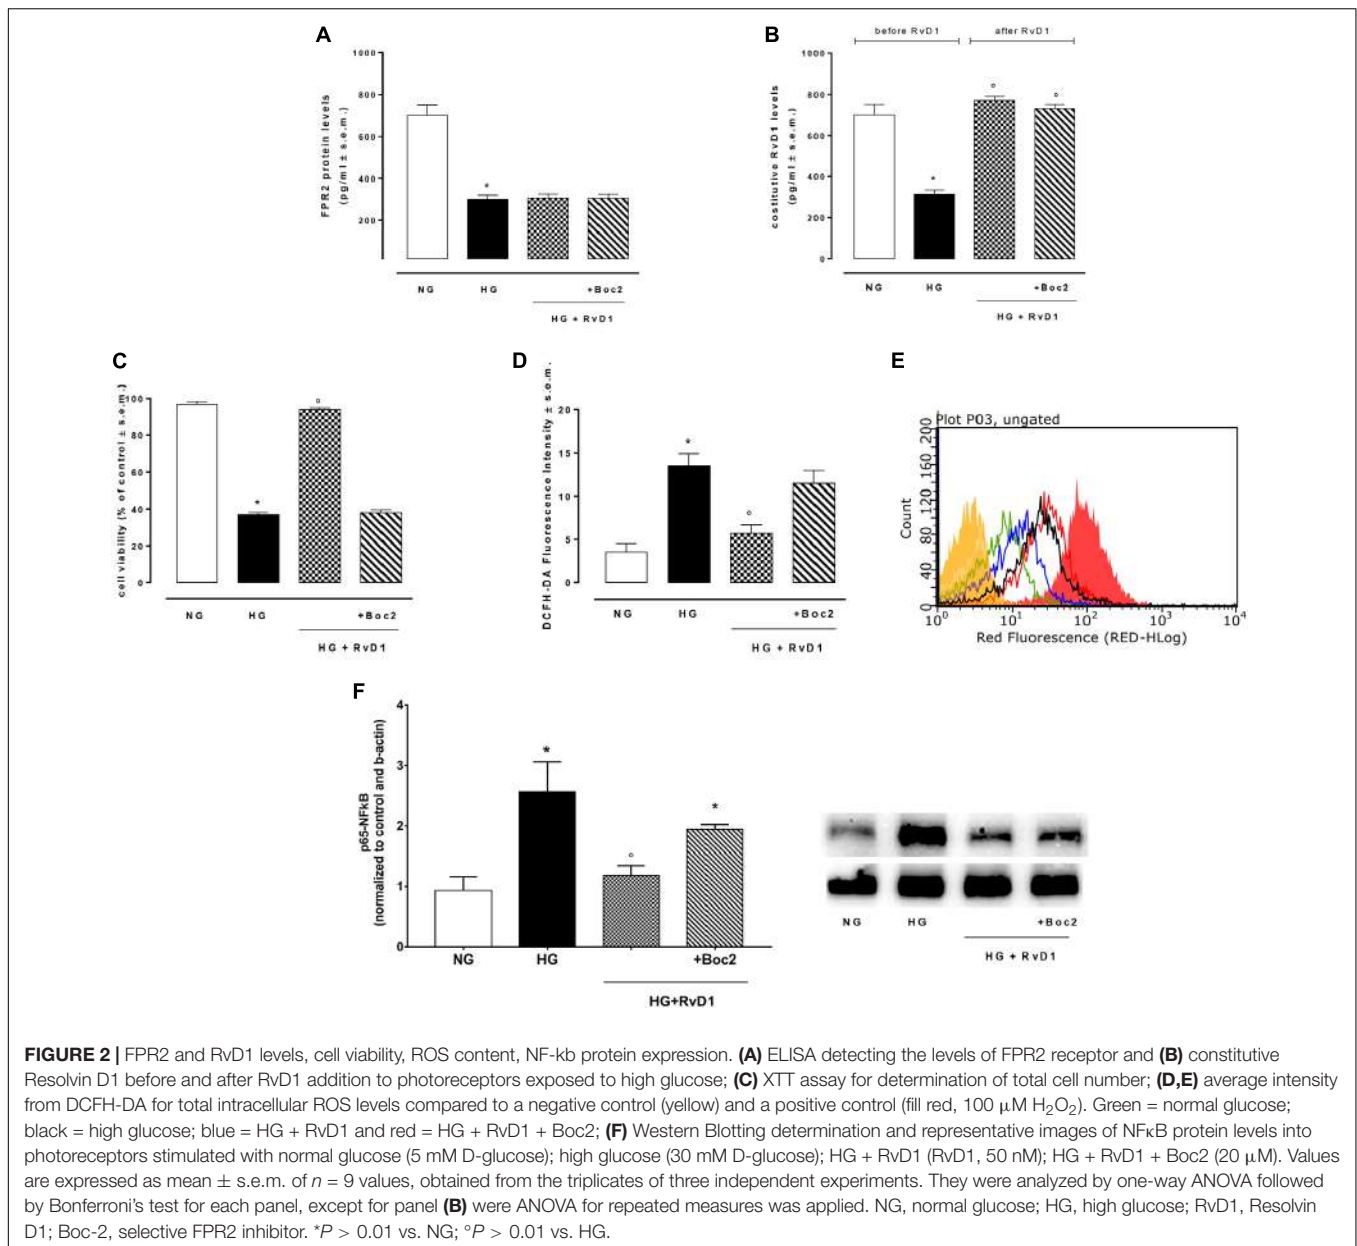 A
FPR2 protein levels
(pg/ml ± s.e.m.)
1000
800
600
400
200
*
NG
HG
+Boc2
HG + RvD1
B
before RvD1
after RvD1
costitutive RvD1 levels
(pg/ml ± s.e.m.)
1000
800
600
400
200
0
*
°
°
NG
HG
+Boc2
HG + RvD1
C
cell viability (% of control ± s.e.m.)
100
80
60
40
20
0
*
°
NG
HG
+Boc2
HG + RvD1
D
DCFH-DA Fluorescence Intensity ± s.e.m.
20
15
10
5
0
*
°
NG
HG
+Boc2
HG + RvD1
E
Plot P03, ungated
Count
200
160
120
80
40
0
10⁰
10¹
10²
10³
10⁴
Red Fluorescence (RED-HLog)
F
p65-NFkB
(normalized to control and b-actin)
4
3
2
1
0
*
°
*
NG
HG
+Boc2
HG+RvD1
NG
HG
+Boc2
HG + RvD1
FIGURE 2 | FPR2 and RvD1 levels, cell viability, ROS content, NF-kb protein expression. (A) ELISA detecting the levels of FPR2 receptor and (B) constitutive
Resolvin D1 before and after RvD1 addition to photoreceptors exposed to high glucose; (C) XTT assay for determination of total cell number; (D,E) average intensity
from DCFH-DA for total intracellular ROS levels compared to a negative control (yellow) and a positive control (fill red, 100 μM H₂O₂). Green = normal glucose;
black = high glucose; blue = HG + RvD1 and red = HG + RvD1 + Boc2; (F) Western Blotting determination and representative images of NFκB protein levels into
photoreceptors stimulated with normal glucose (5 mM D-glucose); high glucose (30 mM D-glucose); HG + RvD1 (RvD1, 50 nM); HG + RvD1 + Boc2 (20 μM). Values
are expressed as mean ± s.e.m. of n = 9 values, obtained from the triplicates of three independent experiments. They were analyzed by one-way ANOVA followed
by Bonferroni's test for each panel, except for panel (B) were ANOVA for repeated measures was applied. NG, normal glucose; HG, high glucose; RvD1, Resolvin
D1; Boc-2, selective FPR2 inhibitor. *P > 0.01 vs. NG; °P > 0.01 vs. HG.